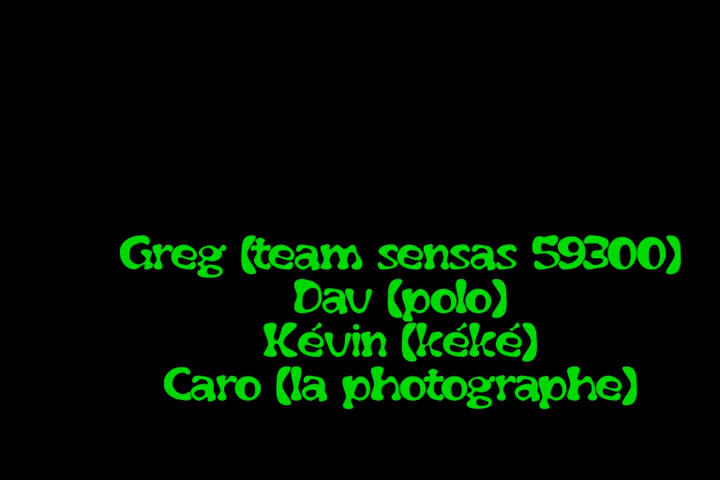 Greg (team sensas 59300)
Dav (polo)
Kévin (kéké)
Caro (la photographe)